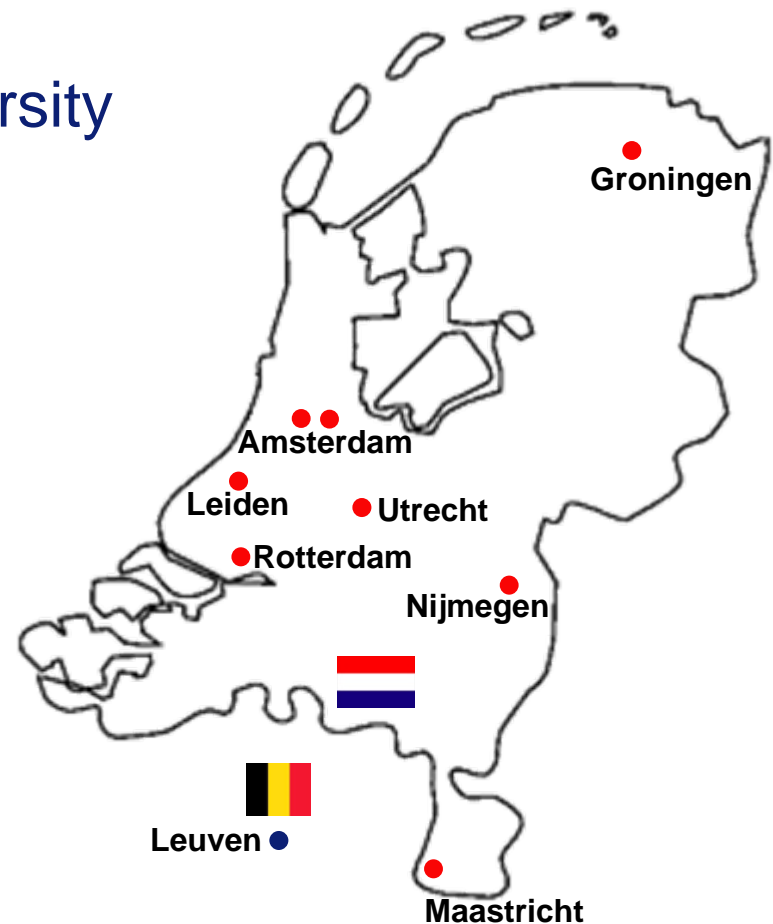 rsity
Groningen
Amsterdam
Leiden
Utrecht
Rotterdam
Nijmegen
Leuven
Maastricht